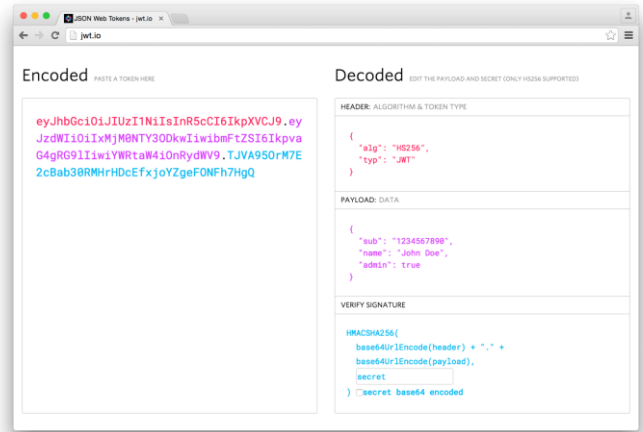 JSON Web Tokens - jwt.io
jwt.io
Encoded PASTE A TOKEN HERE
eyJhbGciOiJIUzI1NiIsInR5cCI6IkpXVCJ9.ey
JzdWIiOiIxMjM0NTY3ODkwIiwibmFtZSI6Ikpva
G4gRG9lIiwiYWRtaW4iOnRydWV9.TJVA95OrM7E
2cBab30RMHrHDcEfxjoYZgeFONFh7HgQ
Decoded EDIT THE PAYLOAD AND SECRET (ONLY HS256 SUPPORTED)
HEADER: ALGORITHM & TOKEN TYPE
{
"alg": "HS256",
"typ": "JWT"
}
PAYLOAD: DATA
{
"sub": "1234567890",
"name": "John Doe",
"admin": true
}
VERIFY SIGNATURE
HMACSHA256(
base64UrlEncode(header) + "." +
base64UrlEncode(payload),
secret
) secret base64 encoded